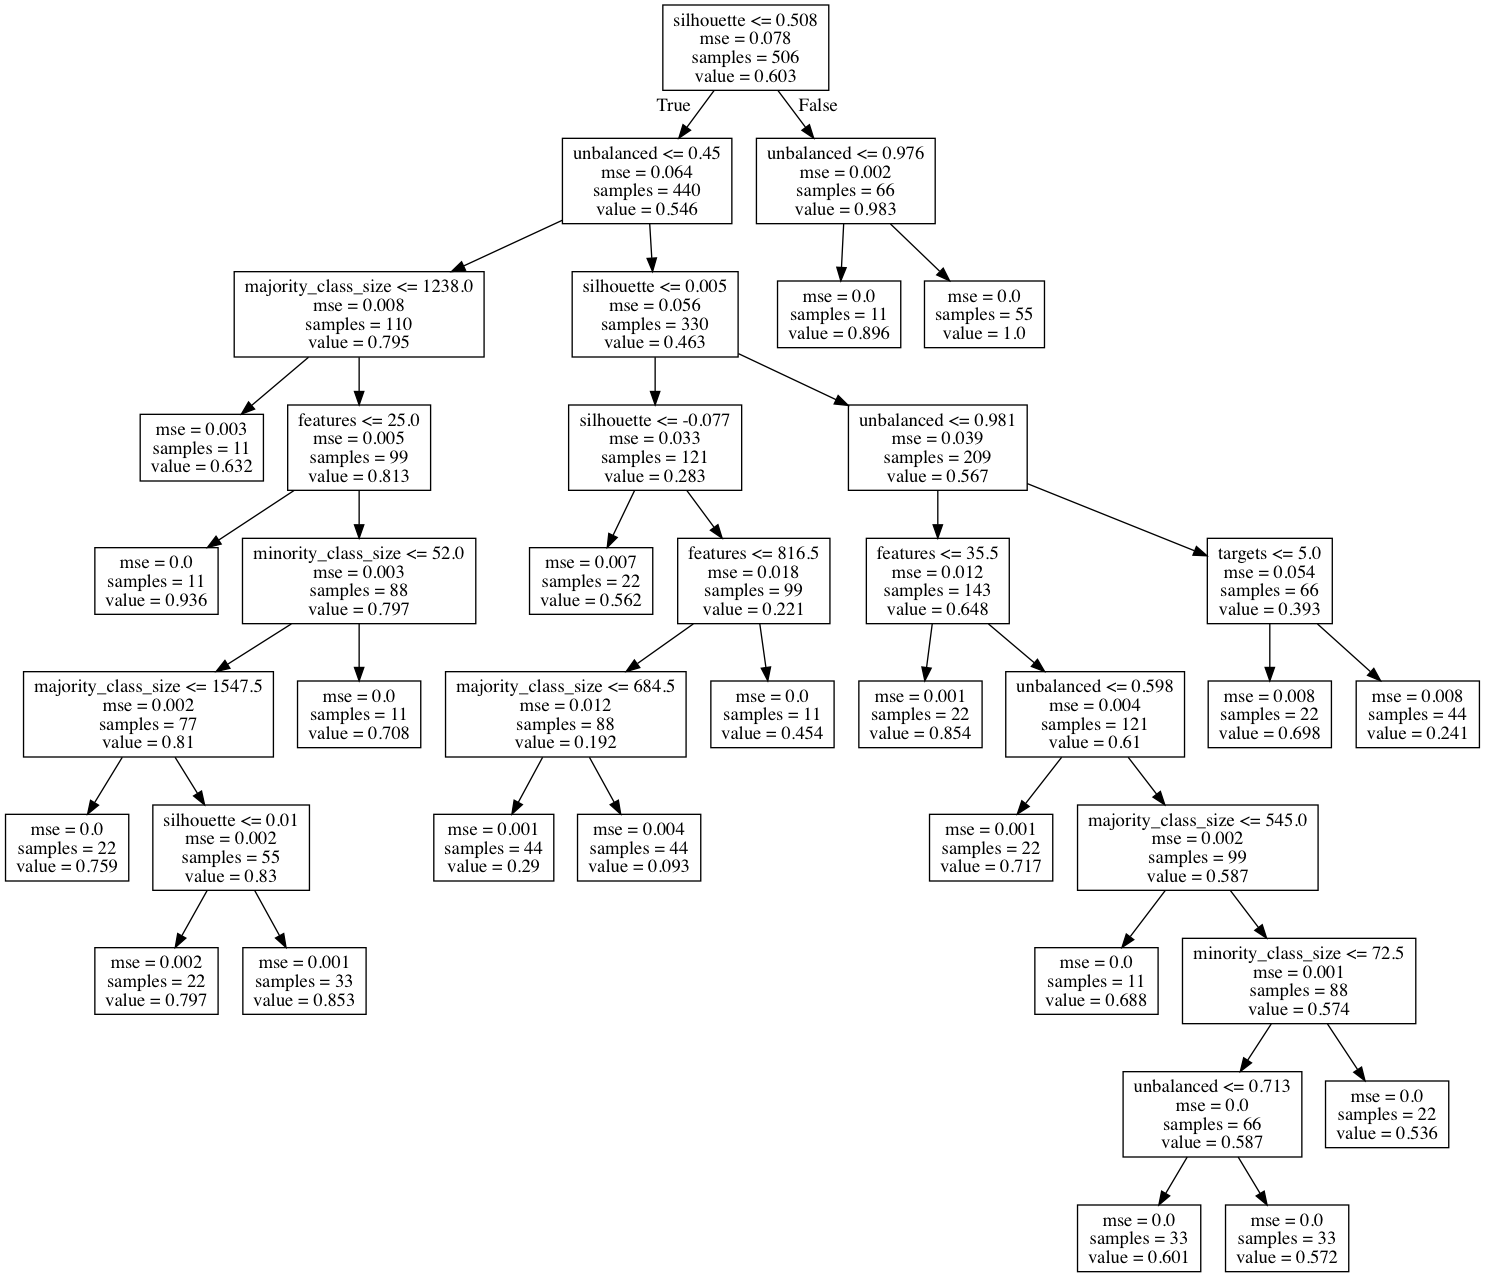 silhouette <= 0.508
mse = 0.078
samples = 506
value = 0.603
True
False
unbalanced <= 0.45
mse = 0.064
samples = 440
value = 0.546
unbalanced <= 0.976
mse = 0.002
samples = 66
value = 0.983
majority_class_size <= 1238.0
mse = 0.008
samples = 110
value = 0.795
silhouette <= 0.005
mse = 0.056
samples = 330
value = 0.463
mse = 0.0
samples = 11
value = 0.896
mse = 0.0
samples = 55
value = 1.0
mse = 0.003
samples = 11
value = 0.632
features <= 25.0
mse = 0.005
samples = 99
value = 0.813
silhouette <= -0.077
mse = 0.033
samples = 121
value = 0.283
unbalanced <= 0.981
mse = 0.039
samples = 209
value = 0.567
mse = 0.0
samples = 11
value = 0.936
minority_class_size <= 52.0
mse = 0.003
samples = 88
value = 0.797
mse = 0.007
samples = 22
value = 0.562
features <= 816.5
mse = 0.018
samples = 99
value = 0.221
features <= 35.5
mse = 0.012
samples = 143
value = 0.648
targets <= 5.0
mse = 0.054
samples = 66
value = 0.393
majority_class_size <= 1547.5
mse = 0.002
samples = 77
value = 0.81
mse = 0.0
samples = 11
value = 0.708
majority_class_size <= 684.5
mse = 0.012
samples = 88
value = 0.192
mse = 0.0
samples = 11
value = 0.454
mse = 0.001
samples = 22
value = 0.854
unbalanced <= 0.598
mse = 0.004
samples = 121
value = 0.61
mse = 0.008
samples = 22
value = 0.698
mse = 0.008
samples = 44
value = 0.241
mse = 0.0
samples = 22
value = 0.759
silhouette <= 0.01
mse = 0.002
samples = 55
value = 0.83
mse = 0.001
samples = 44
value = 0.29
mse = 0.004
samples = 44
value = 0.093
mse = 0.001
samples = 22
value = 0.717
majority_class_size <= 545.0
mse = 0.002
samples = 99
value = 0.587
mse = 0.002
samples = 22
value = 0.797
mse = 0.001
samples = 33
value = 0.853
mse = 0.0
samples = 11
value = 0.688
minority_class_size <= 72.5
mse = 0.001
samples = 88
value = 0.574
unbalanced <= 0.713
mse = 0.0
samples = 66
value = 0.587
mse = 0.0
samples = 22
value = 0.536
mse = 0.0
samples = 33
value = 0.601
mse = 0.0
samples = 33
value = 0.572